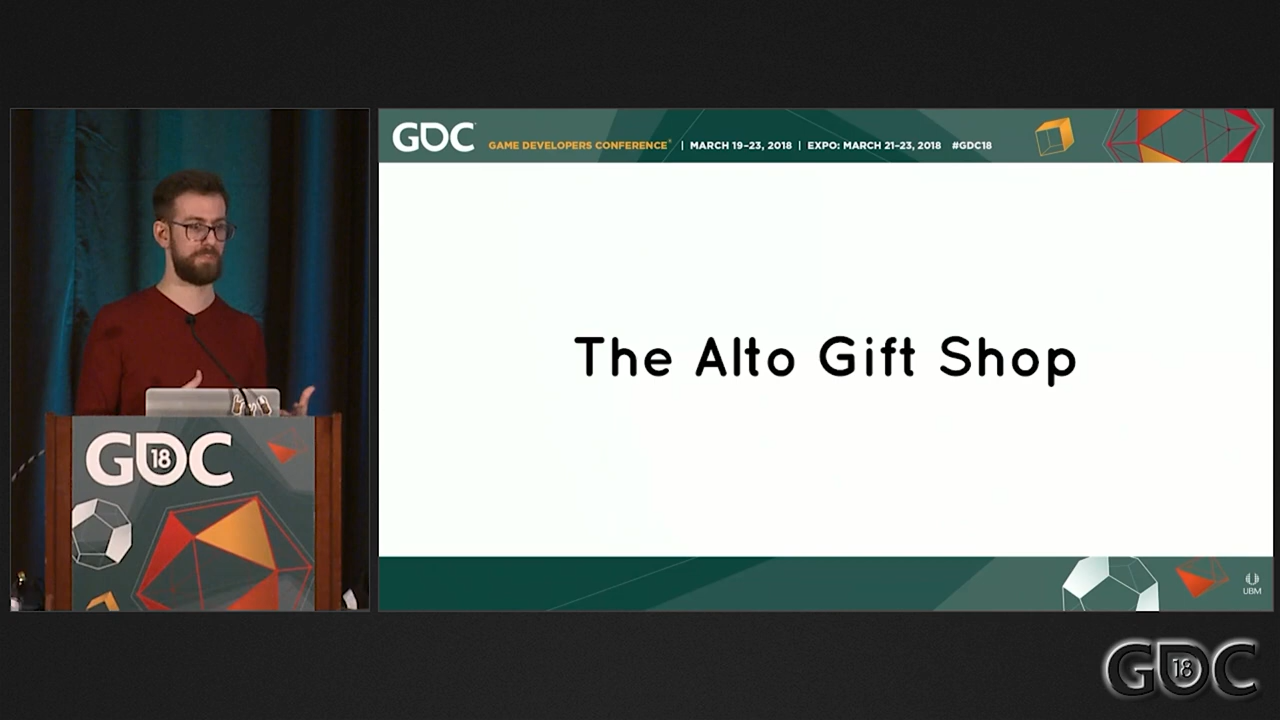 GDC
GAME DEVELOPERS CONFERENCE® | MARCH 19–23, 2018 | EXPO: MARCH 21–23, 2018 #GDC18
The Alto Gift Shop
GDC
18
UBM
GDC
18